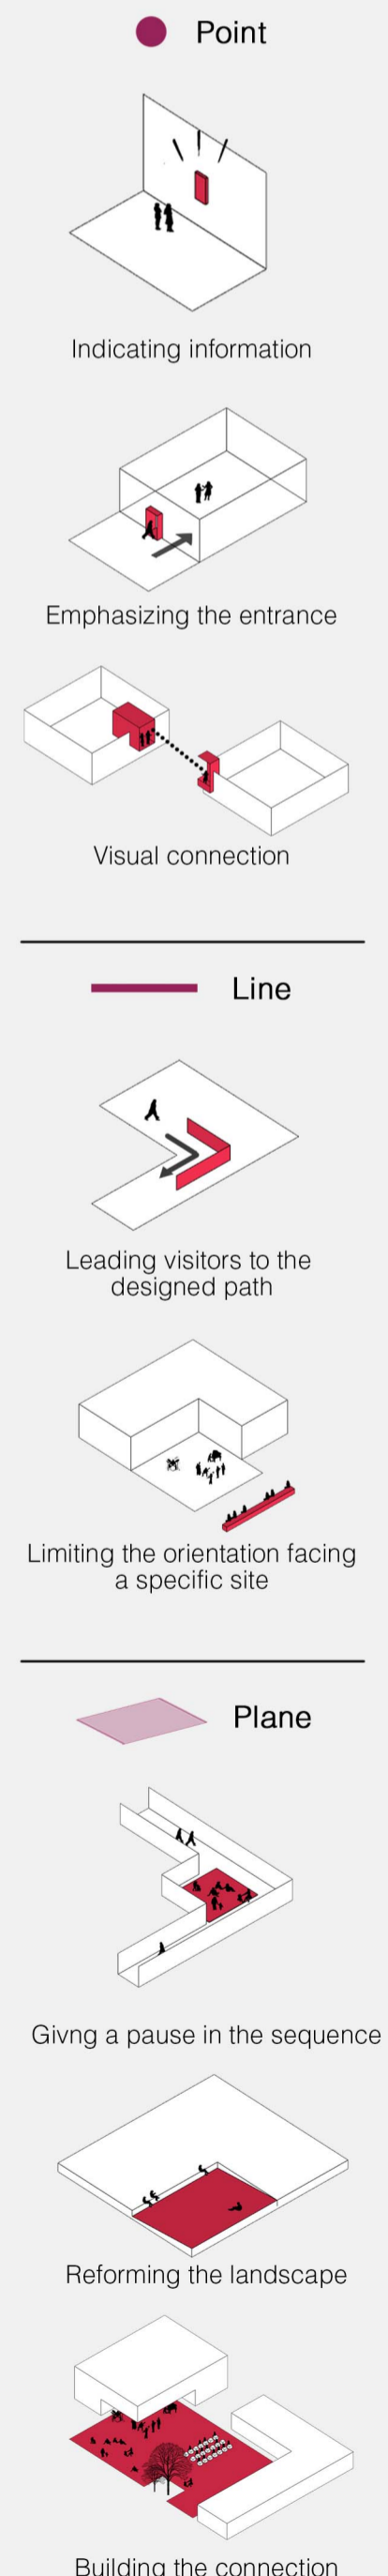 Point
Indicating information
Emphasizing the entrance
Visual connection
Line
Leading visitors to the
designed path
Limiting the orientation facing
a specific site
Plane
Givng a pause in the sequence
Reforming the landscape
Building the connection